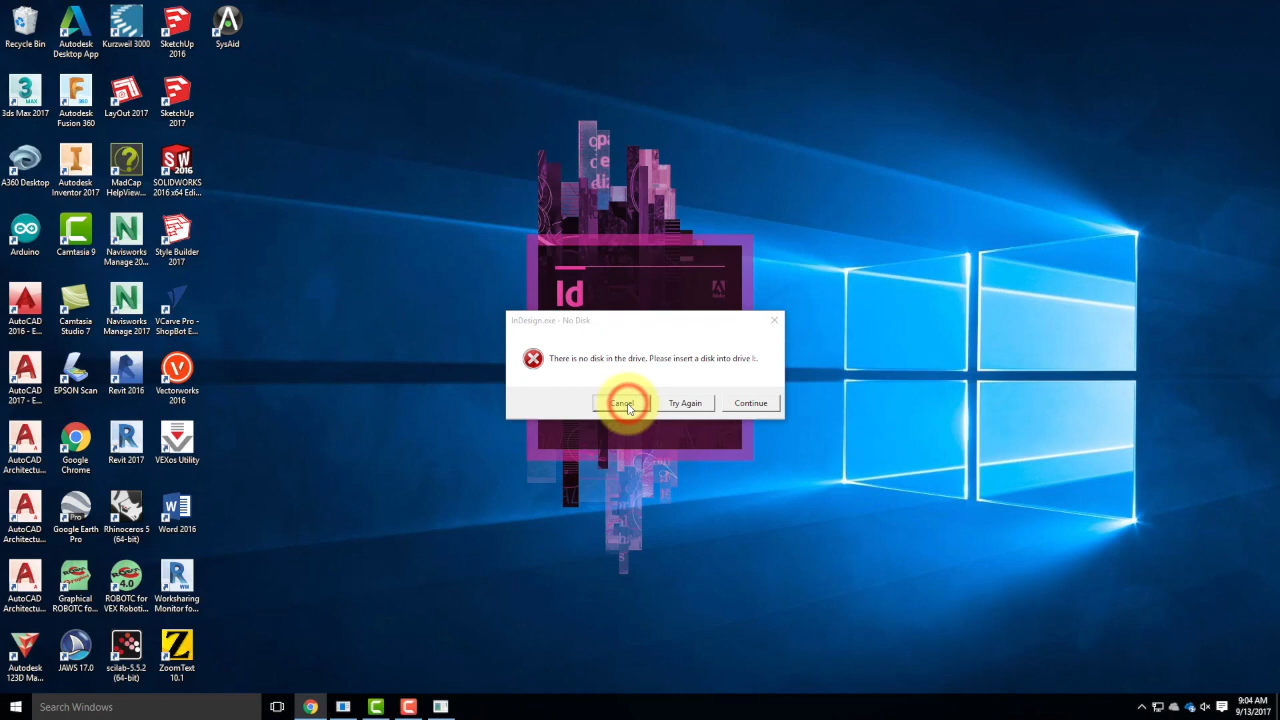 Recycle Bin
Autodesk
Desktop App
Kurzweil 3000
SketchUp
2016
SysAid
3ds Max 2017
Autodesk
Fusion 360
LayOut 2017
SketchUp
2017
A360 Desktop
Autodesk
Inventor 2017
MadCap
HelpView...
SOLIDWORKS
2016 x64 Edi...
Arduino
Camtasia 9
Navisworks
Manage 20...
Style Builder
2017
AutoCAD
2016 - E...
Camtasia
Studio 7
Navisworks
Manage 2017
VCarve Pro -
ShopBot E...
AutoCAD
2017 - E...
EPSON Scan
Revit 2016
Vectorworks
2016
AutoCAD
Architectu...
Google
Chrome
Revit 2017
VEXos Utility
AutoCAD
Architectu...
Google Earth
Pro
Rhinoceros 5
(64-bit)
Word 2016
AutoCAD
Architectu...
Graphical
ROBOTC fo...
ROBOTC for
VEX Roboti...
Worksharing
Monitor fo...
Autodesk
123D Ma...
JAWS 17.0
scilab-5.5.2
(64-bit)
ZoomText
10.1
Id
InDesign.exe - No Disk
There is no disk in the drive. Please insert a disk into drive I:.
Cancel
Try Again
Continue
Search Windows
9:04 AM
9/13/2017